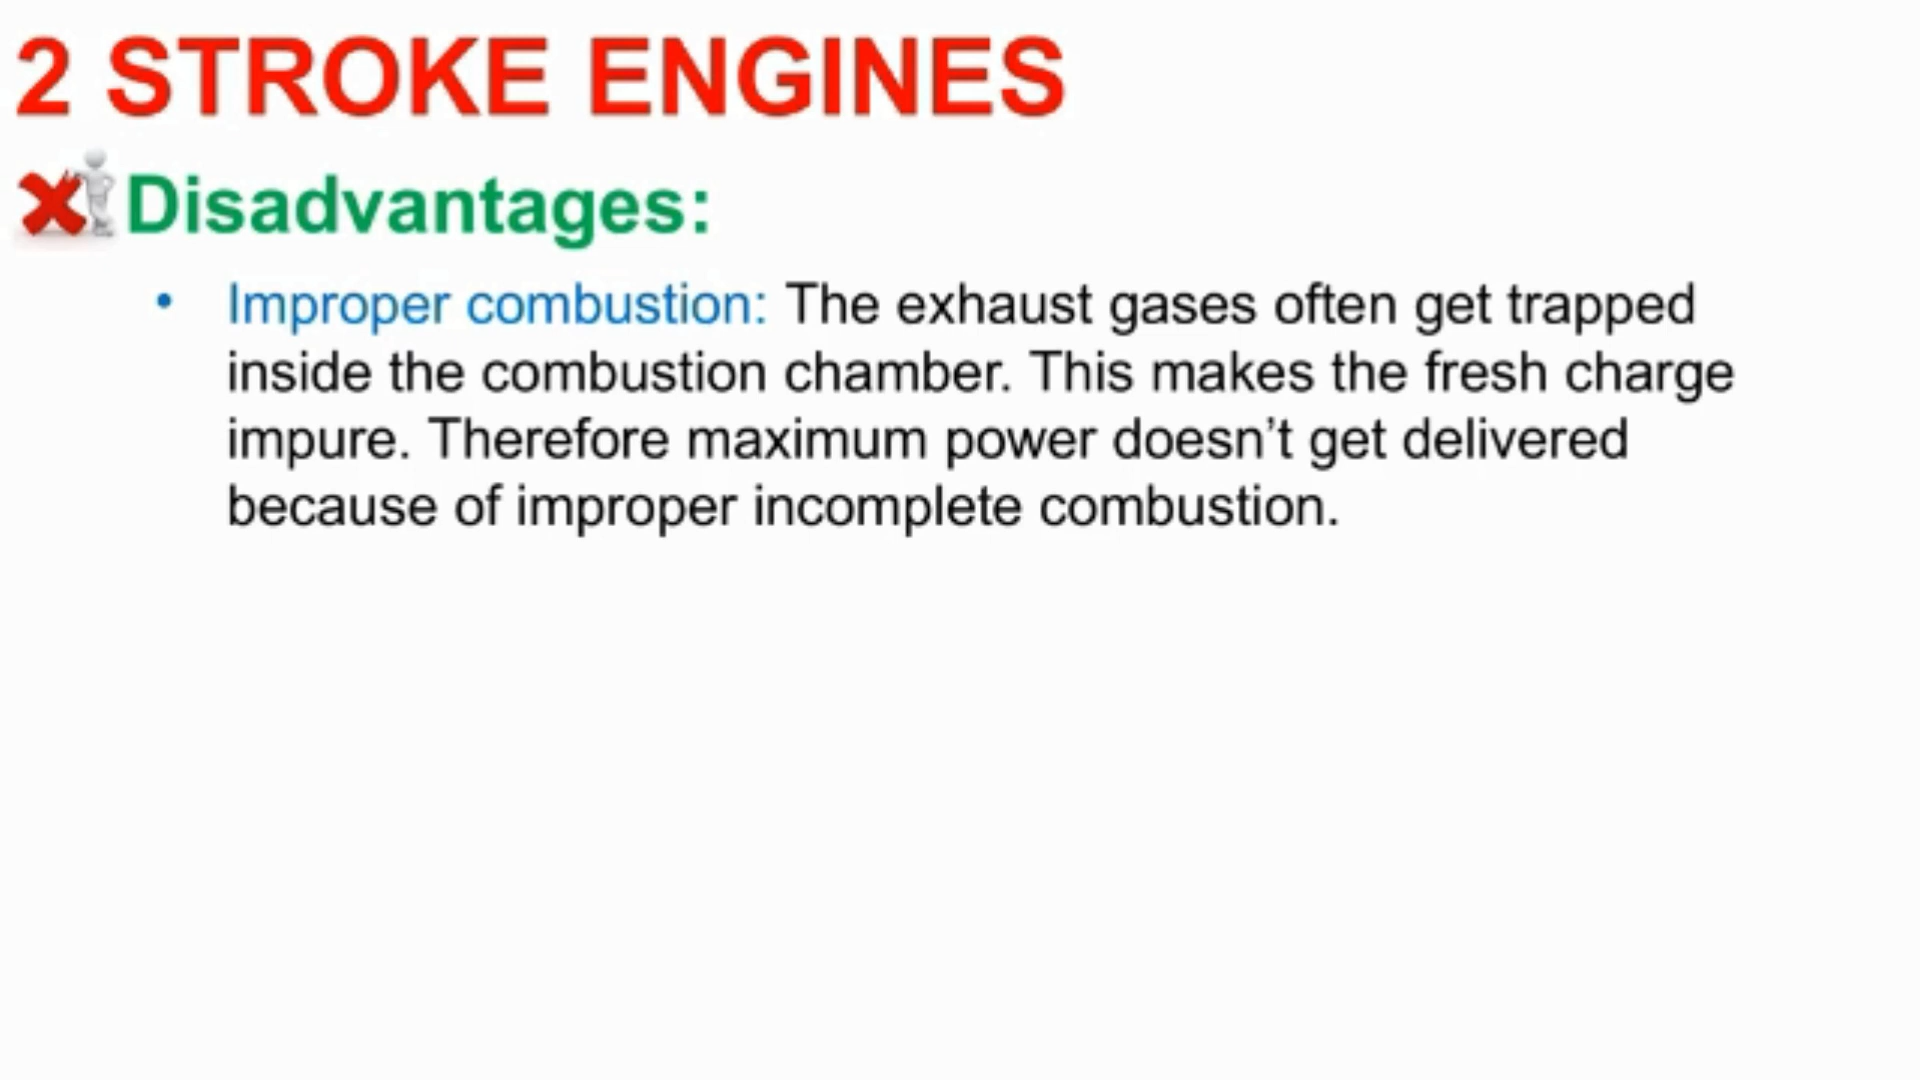 2 STROKE ENGINES
Disadvantages:
• Improper combustion: The exhaust gases often get trapped
inside the combustion chamber. This makes the fresh charge
impure. Therefore maximum power doesn’t get delivered
because of improper incomplete combustion.